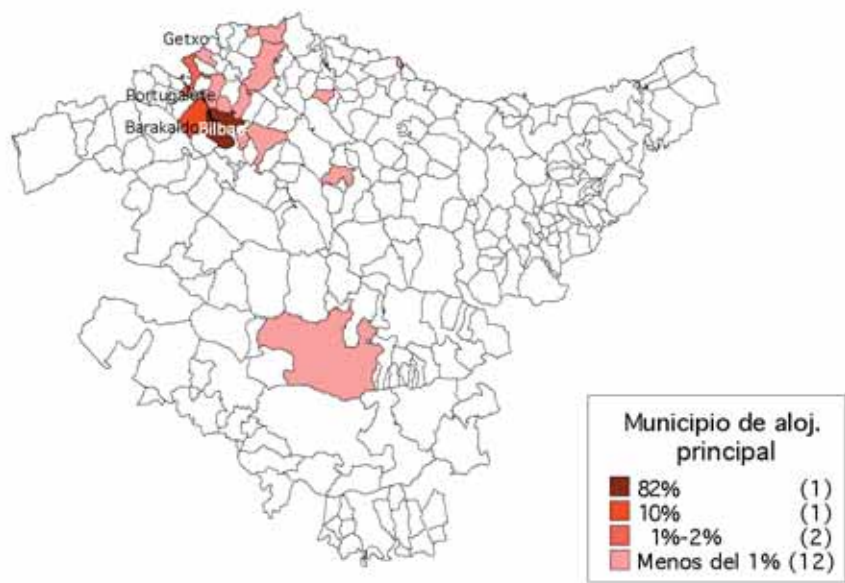 Getxo
Portugalete
Barakaldo Bilbao
Municipio de aloj.
principal
82% (1)
10% (1)
1%-2% (2)
Menos del 1% (12)